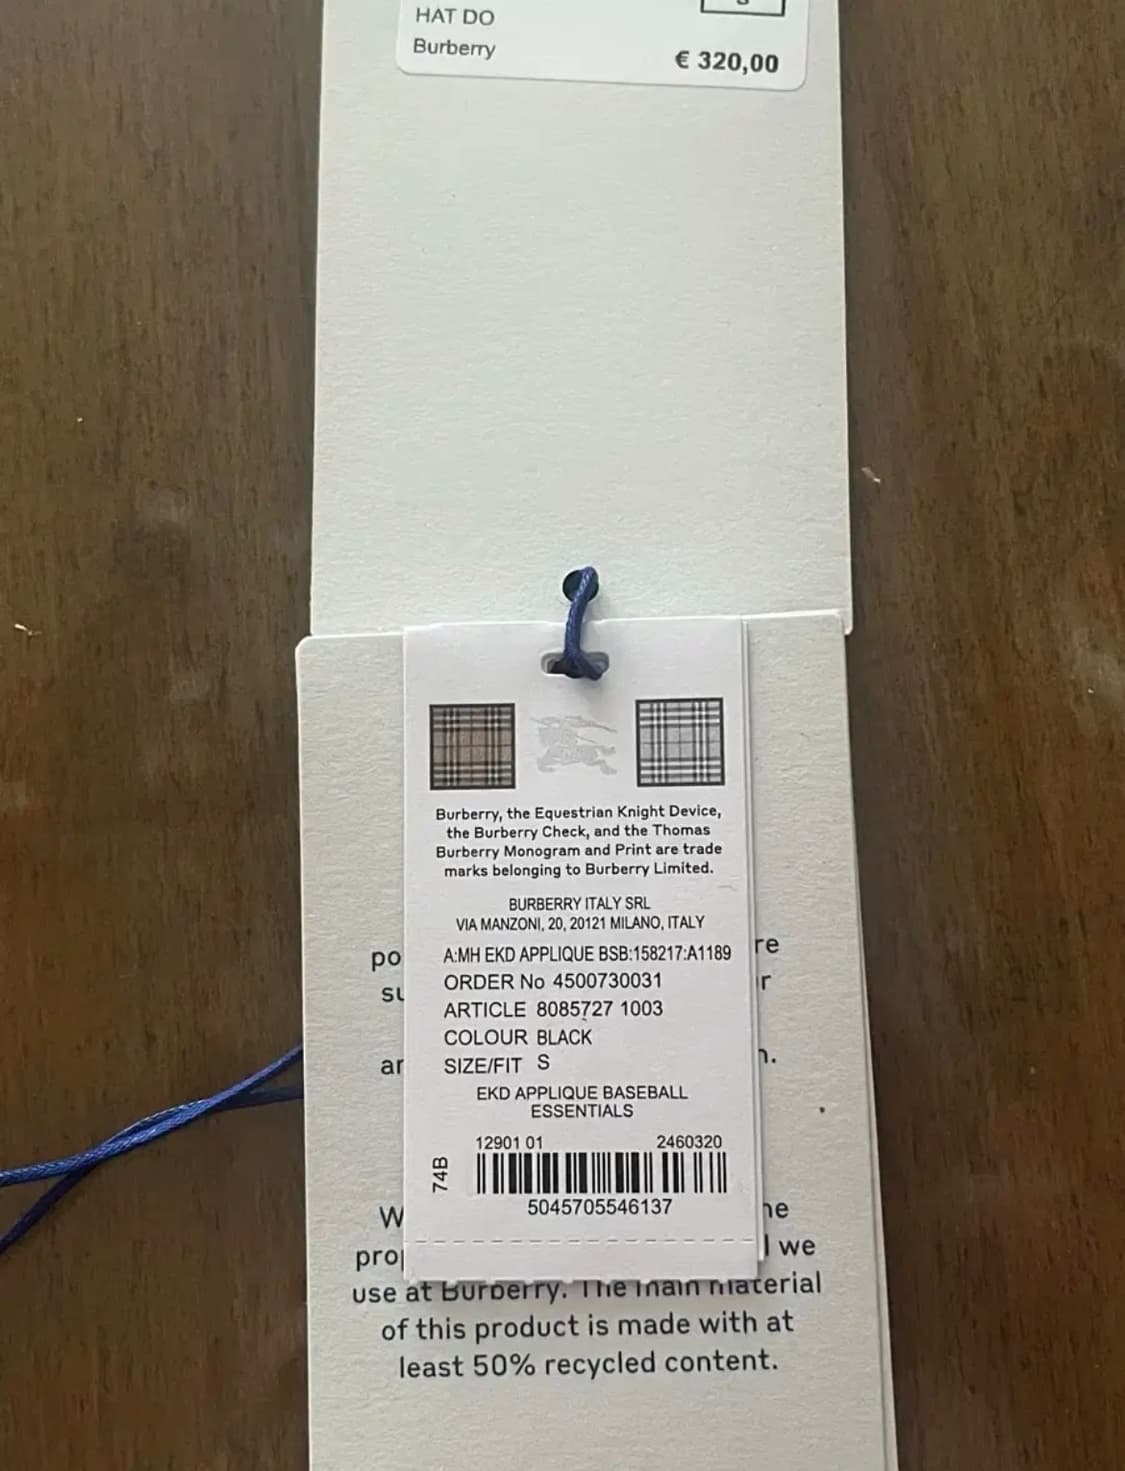 HAT DO
Burberry
€ 320,00
Burberry, the Equestrian Knight Device,
the Burberry Check, and the Thomas
Burberry Monogram and Print are trade
marks belonging to Burberry Limited.
BURBERRY ITALY SRL
VIA MANZONI, 20, 20121 MILANO, ITALY
A:MH EKD APPLIQUE BSB:158217:A1189
ORDER No 4500730031
ARTICLE 8085727 1003
COLOUR BLACK
SIZE/FIT S
EKD APPLIQUE BASEBALL
ESSENTIALS
12901 01 2460320
74B
5045705546137
we
use at Burberry. The main material
of this product is made with at
least 50% recycled content.